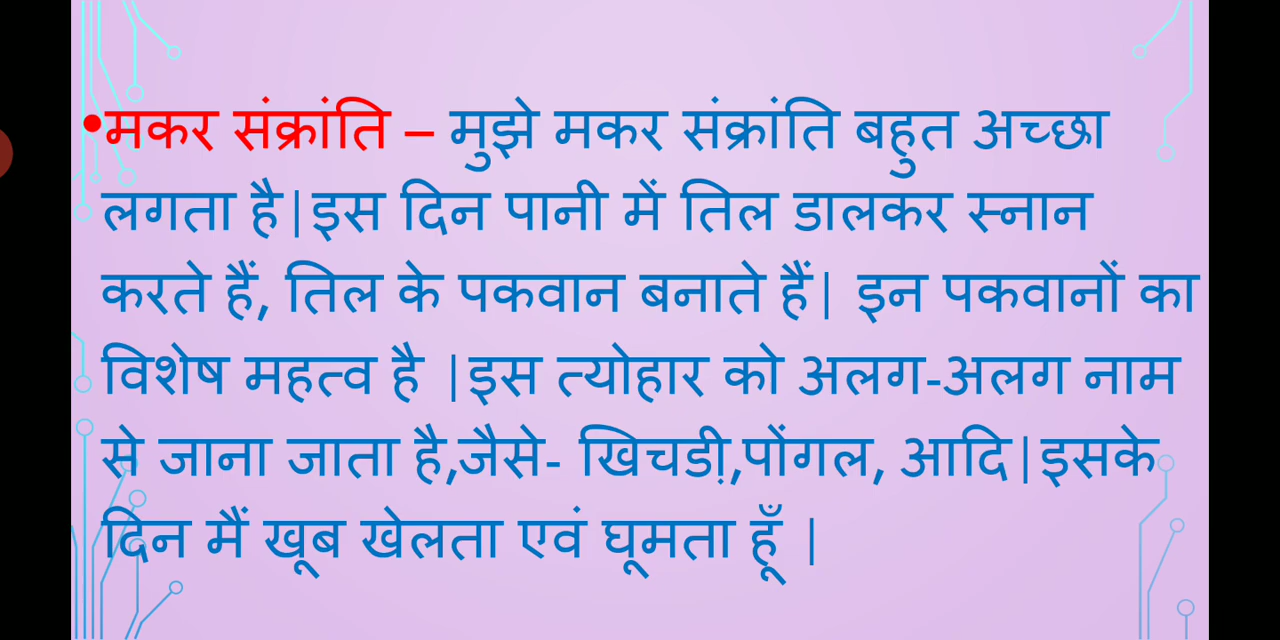 •मकर संक्रांति – मुझे मकर संक्रांति बहुत अच्छा
लगता है|इस दिन पानी में तिल डालकर स्नान
करते हैं, तिल के पकवान बनाते हैं| इन पकवानों का
विशेष महत्व है |इस त्योहार को अलग-अलग नाम
से जाना जाता है,जैसे- खिचडी़,पोंगल, आदि|इसके
दिन मैं खूब खेलता एवं घूमता हूँ |